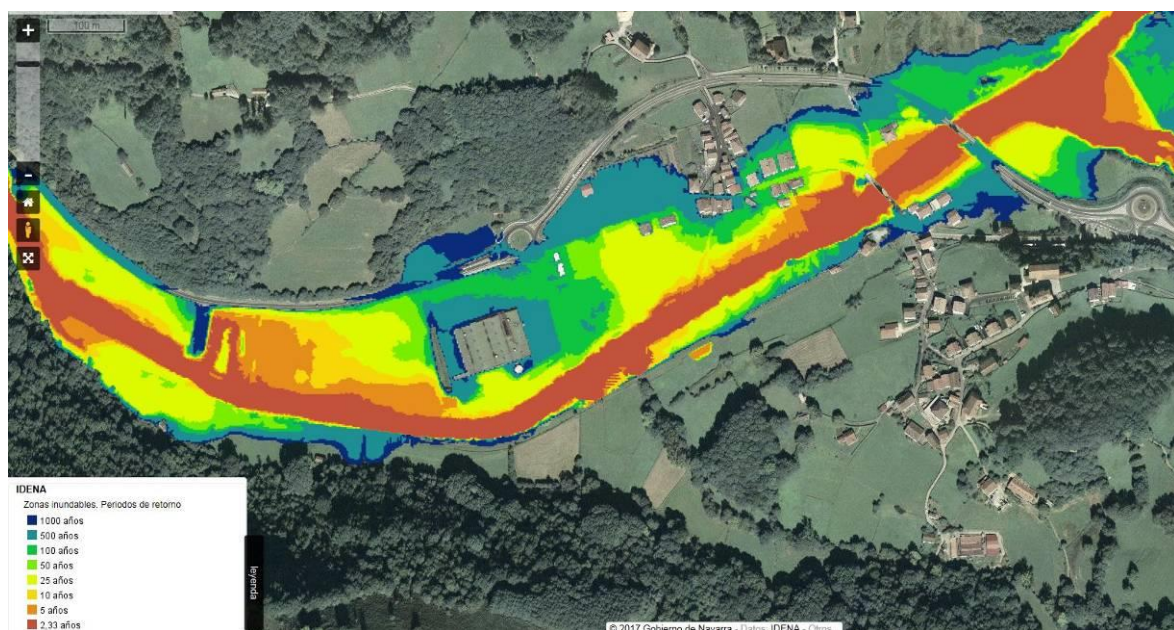 100 m
IDENA
Zonas inundables. Periodos de retorno
1000 años
500 años
100 años
50 años
25 años
10 años
5 años
2,33 años
leyenda
© 2017 Gobierno de Navarra - Datos: IDENA - Otros